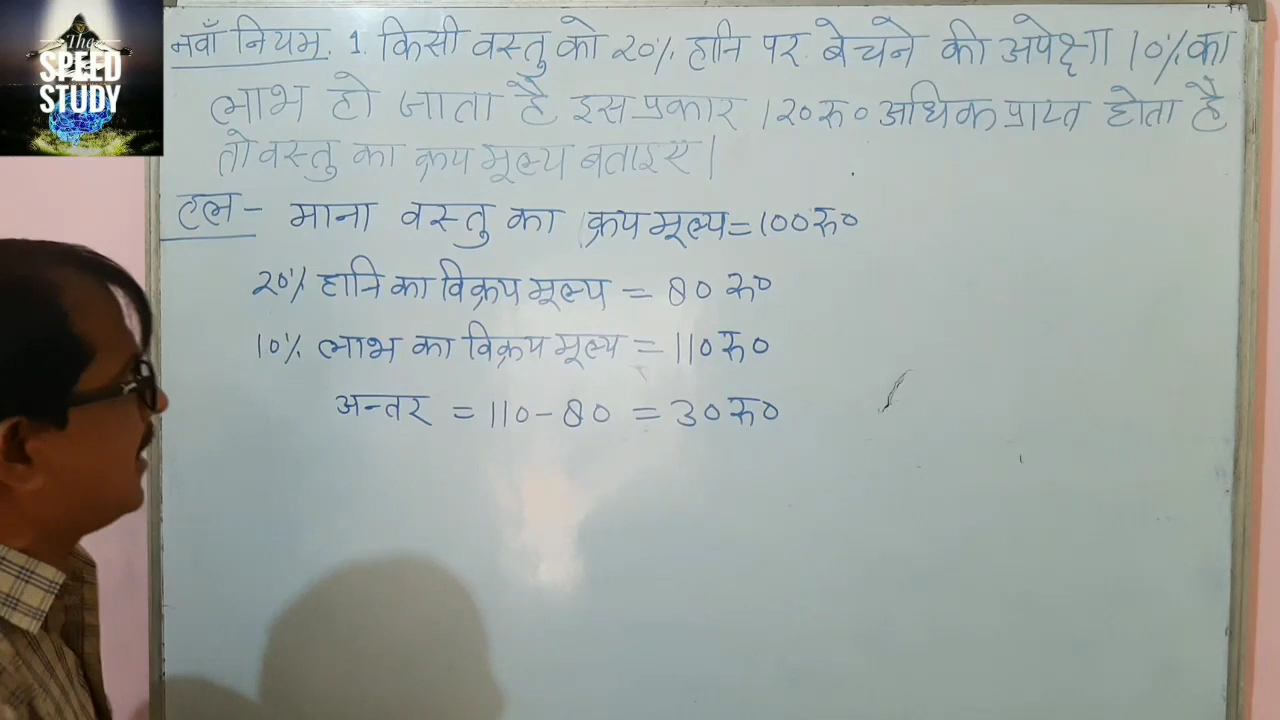 The
SPEED
STUDY
नवाँ नियम. 1. किसी वस्तु को 20% हानि पर बेचने की अपेक्षा 10% का
लाभ हो जाता है इस प्रकार 120 रु० अधिक प्राप्त होता है
तो वस्तु का क्रय मूल्य बताइए।
हल- माना वस्तु का क्रय मूल्य = 100 रु०
20% हानि का विक्रय मूल्य = 80 रु०
10% लाभ का विक्रय मूल्य = 110 रु०
अन्तर = 110 - 80 = 30 रु०